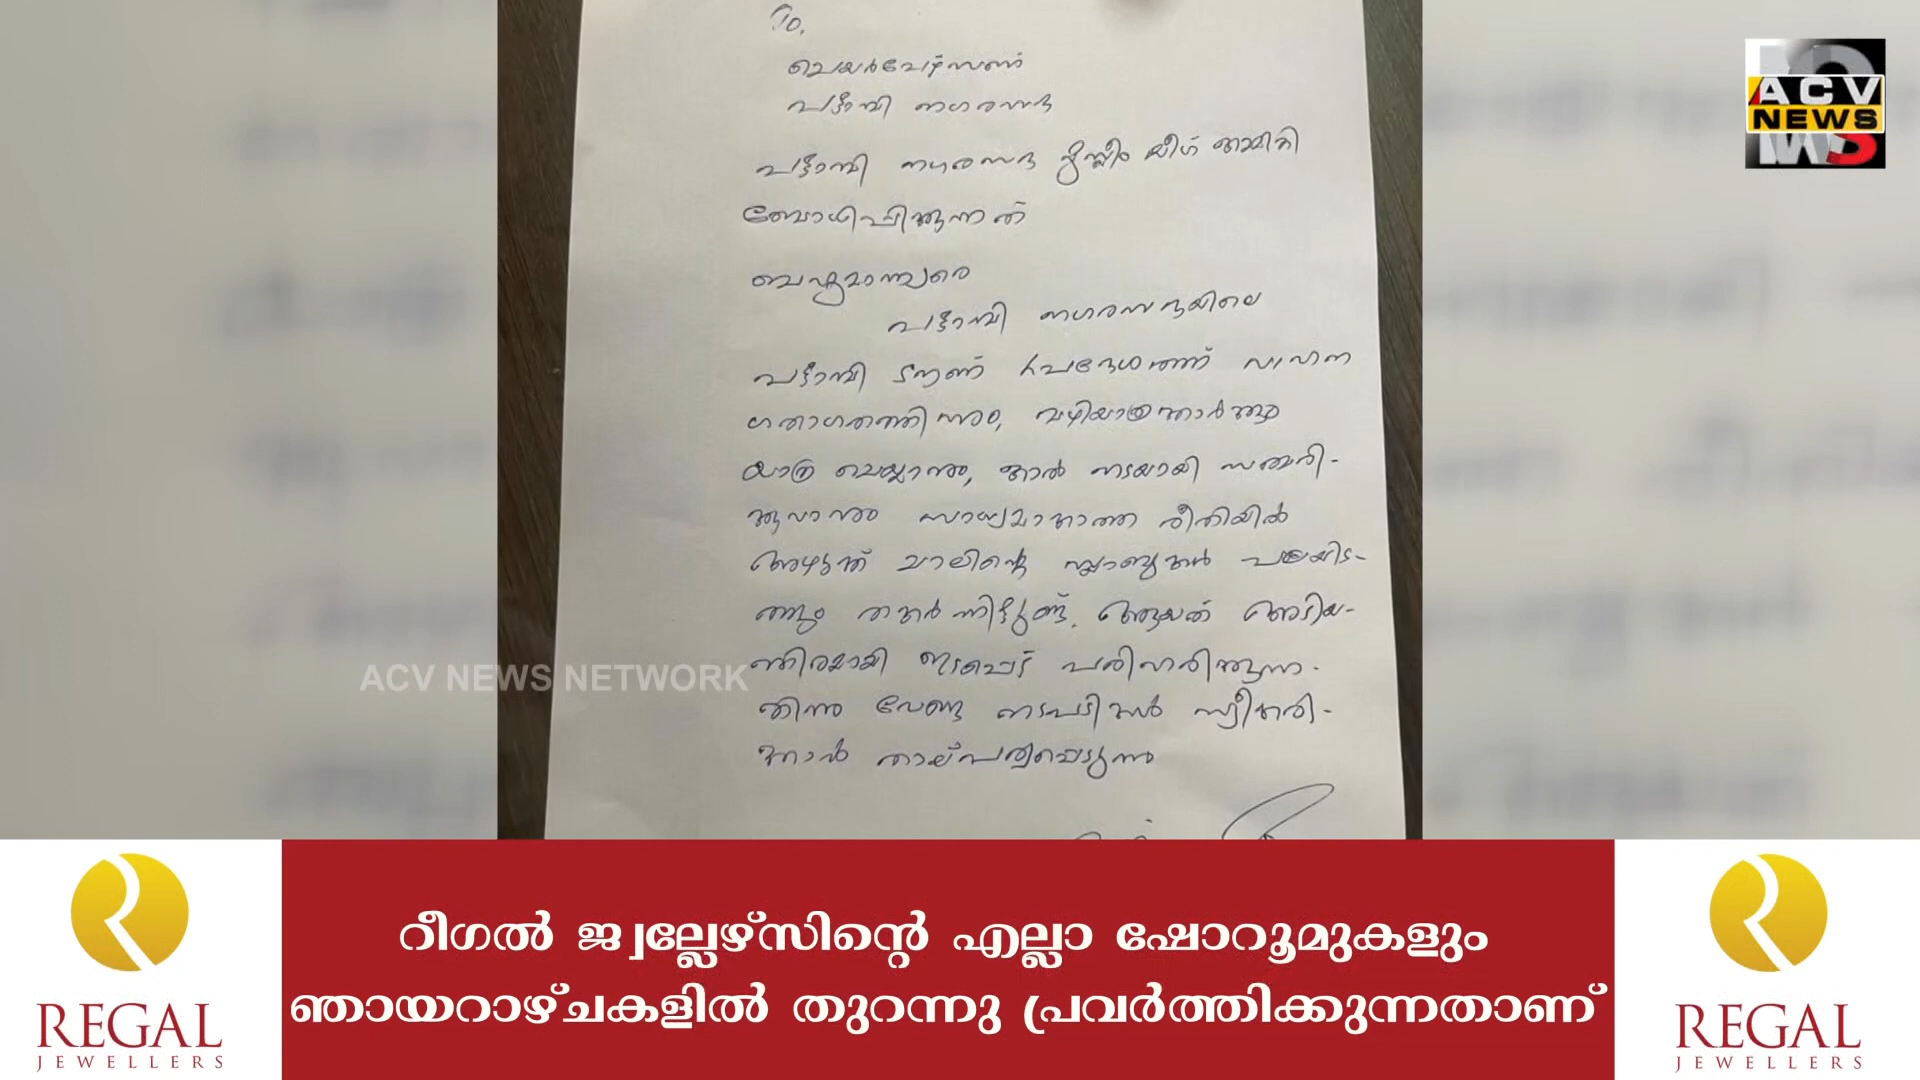 To,
ചെയർപേഴ്സൺ
പട്ടാമ്പി നഗരസഭ
പട്ടാമ്പി നഗരസഭ മുസ്ലീം ലീഗ് കമ്മിറ്റി
ബോധിപ്പിക്കുന്നത്
ബഹുമാന്യരെ
പട്ടാമ്പി നഗരസഭയിലെ
പട്ടാമ്പി ടൗണ് പ്രദേശത്ത് വാഹന
ഗതാഗതത്തിനും, വഴിയാത്രക്കാർക്കു
യാത്ര ചെയ്യാനും, കാൽ നടയായി സഞ്ചരി-
ക്കുവാനും സാധ്യമാകാത്ത രീതിയിൽ
അഴുക്ക് ചാലിന്റെ സ്ലാബുകൾ പലയിട-
ങ്ങളും തകർന്നിട്ടുണ്ട്. ആയത് അടിയ-
ന്തിരമായി ഇടപെട്ട് പരിഹരിക്കുന്ന-
തിനു വേണ്ട നടപടികൾ സ്വീകരി-
ക്കാൻ താല്പര്യപ്പെടുന്നു
ACV
NEWS
ACV NEWS NETWORK
റീഗൽ ജ്വല്ലേഴ്സിന്റെ എല്ലാ ഷോറൂമുകളും
ഞായറാഴ്ചകളിൽ തുറന്നു പ്രവർത്തിക്കുന്നതാണ്
REGAL
JEWELLERS
REGAL
JEWELLERS